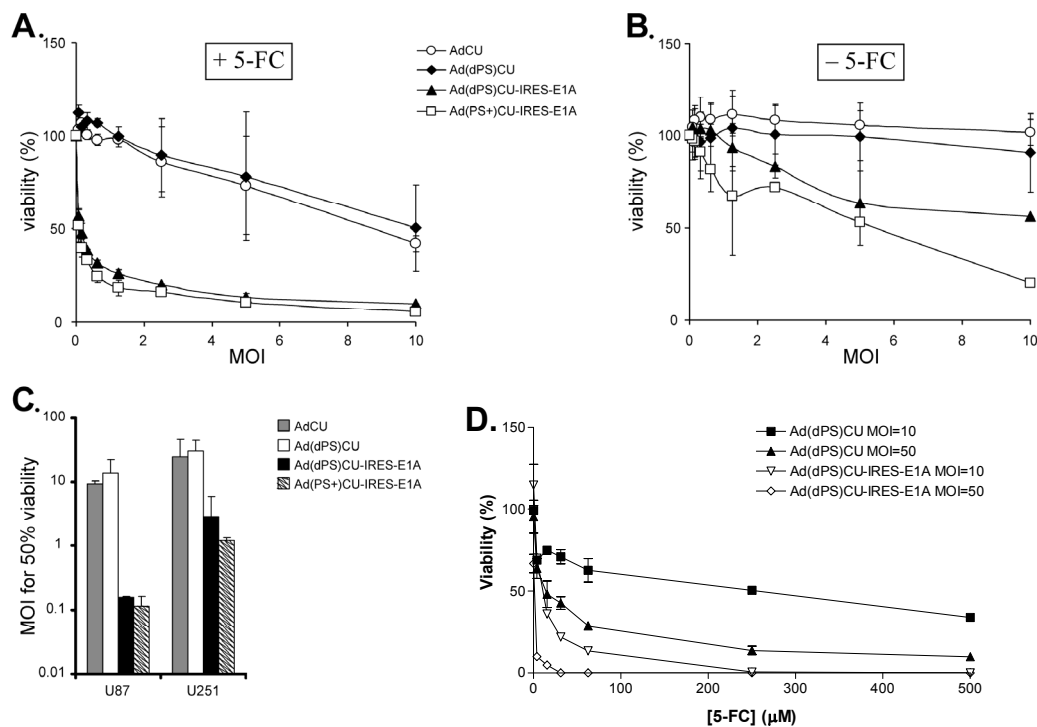 A.
+ 5-FC
AdCU
Ad(dPS)CU
Ad(dPS)CU-IRES-E1A
Ad(PS+)CU-IRES-E1A
viability (%)
150
100
50
0
0 2 4 6 8 10
MOI
B.
– 5-FC
viability (%)
150
100
50
0
0 2 4 6 8 10
MOI
C.
AdCU
Ad(dPS)CU
Ad(dPS)CU-IRES-E1A
Ad(PS+)CU-IRES-E1A
MOI for 50% viability
100
10
1
0.1
0.01
U87 U251
D.
Ad(dPS)CU MOI=10
Ad(dPS)CU MOI=50
Ad(dPS)CU-IRES-E1A MOI=10
Ad(dPS)CU-IRES-E1A MOI=50
Viability (%)
150
100
50
0
0 100 200 300 400 500
[5-FC] (µM)